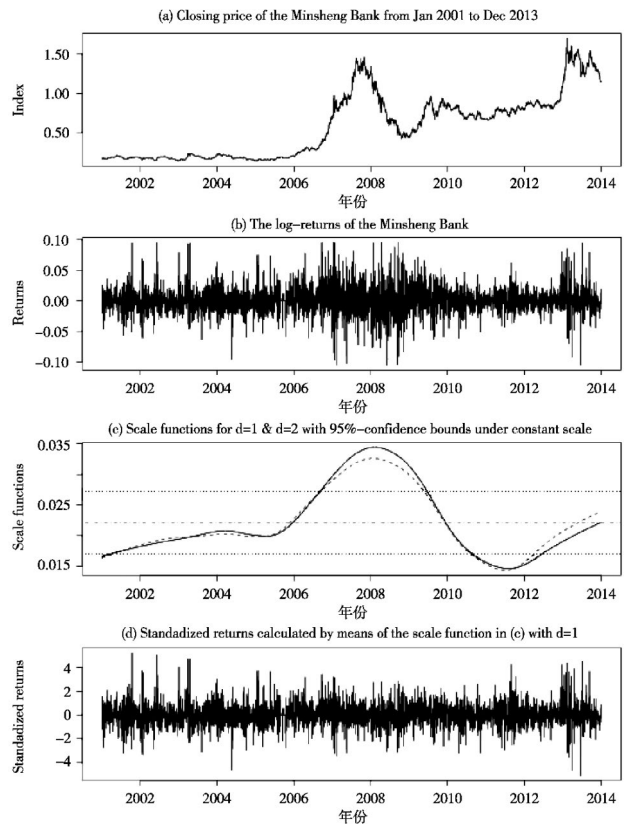 (a) Closing price of the Minsheng Bank from Jan 2001 to Dec 2013
Index
1.50
1.00
0.50
2002 2004 2006 2008 2010 2012 2014
年份
(b) The log-returns of the Minsheng Bank
Returns
0.10
0.05
0.00
-0.05
-0.10
2002 2004 2006 2008 2010 2012 2014
年份
(c) Scale functions for d=1 & d=2 with 95%-confidence bounds under constant scale
Scale functions
0.035
0.025
0.015
2002 2004 2006 2008 2010 2012 2014
年份
(d) Standadized returns calculated by means of the scale function in (c) with d=1
Standadized returns
4
2
0
-2
-4
2002 2004 2006 2008 2010 2012 2014
年份